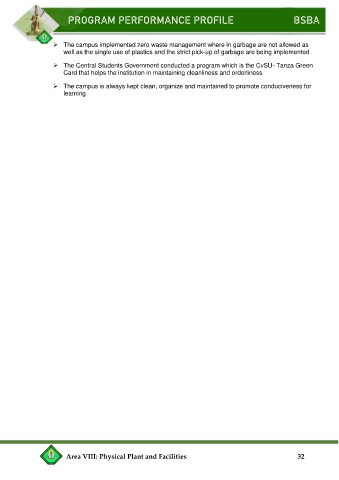 PROGRAM PERFORMANCE PROFILE BSBA
➢ The campus implemented zero waste management where in garbage are not allowed as
well as the single use of plastics and the strict pick-up of garbage are being implemented
➢ The Central Students Government conducted a program which is the CvSU- Tanza Green
Card that helps the institution in maintaining cleanliness and orderliness
➢ The campus is always kept clean, organize and maintained to promote conduciveness for
learning
Area VIII: Physical Plant and Facilities 32